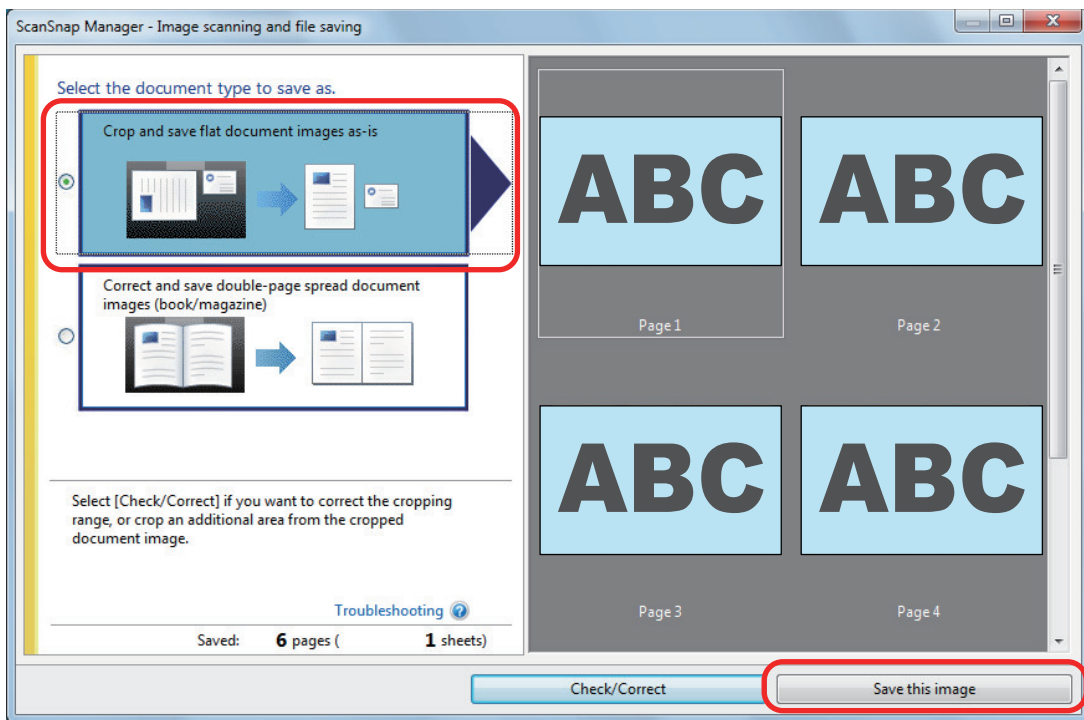 ScanSnap Manager - Image scanning and file saving
Select the document type to save as.
Crop and save flat document images as-is
Correct and save double-page spread document
images (book/magazine)
Select [Check/Correct] if you want to correct the cropping
range, or crop an additional area from the cropped
document image.
Troubleshooting
Saved: 6 pages ( 1 sheets)
ABC
ABC
Page 1
Page 2
ABC
ABC
Page 3
Page 4
Check/Correct
Save this image